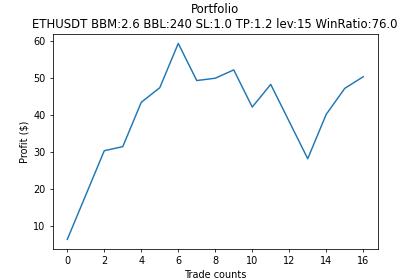 Portfolio
ETHUSDT BBM:2.6 BBL:240 SL:1.0 TP:1.2 lev:15 WinRatio:76.0
60
50
40
30
20
10
Profit ($)
0 2 4 6 8 10 12 14 16
Trade counts